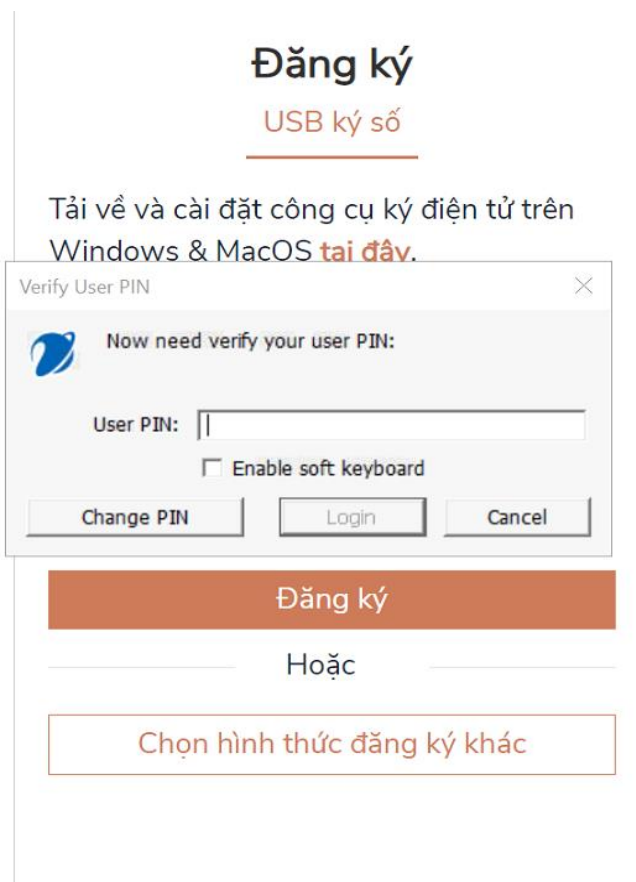 Đăng ký
USB ký số
Tải về và cài đặt công cụ ký điện tử trên
Windows & MacOS tại đây.
Verify User PIN
Now need verify your user PIN:
User PIN:
Enable soft keyboard
Change PIN Login Cancel
Đăng ký
Hoặc
Chọn hình thức đăng ký khác